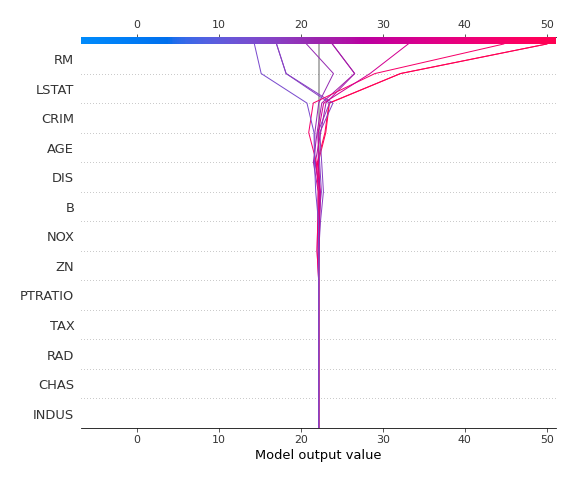 0 10 20 30 40 50
RM
LSTAT
CRIM
AGE
DIS
B
NOX
ZN
PTRATIO
TAX
RAD
CHAS
INDUS
0 10 20 30 40 50
Model output value